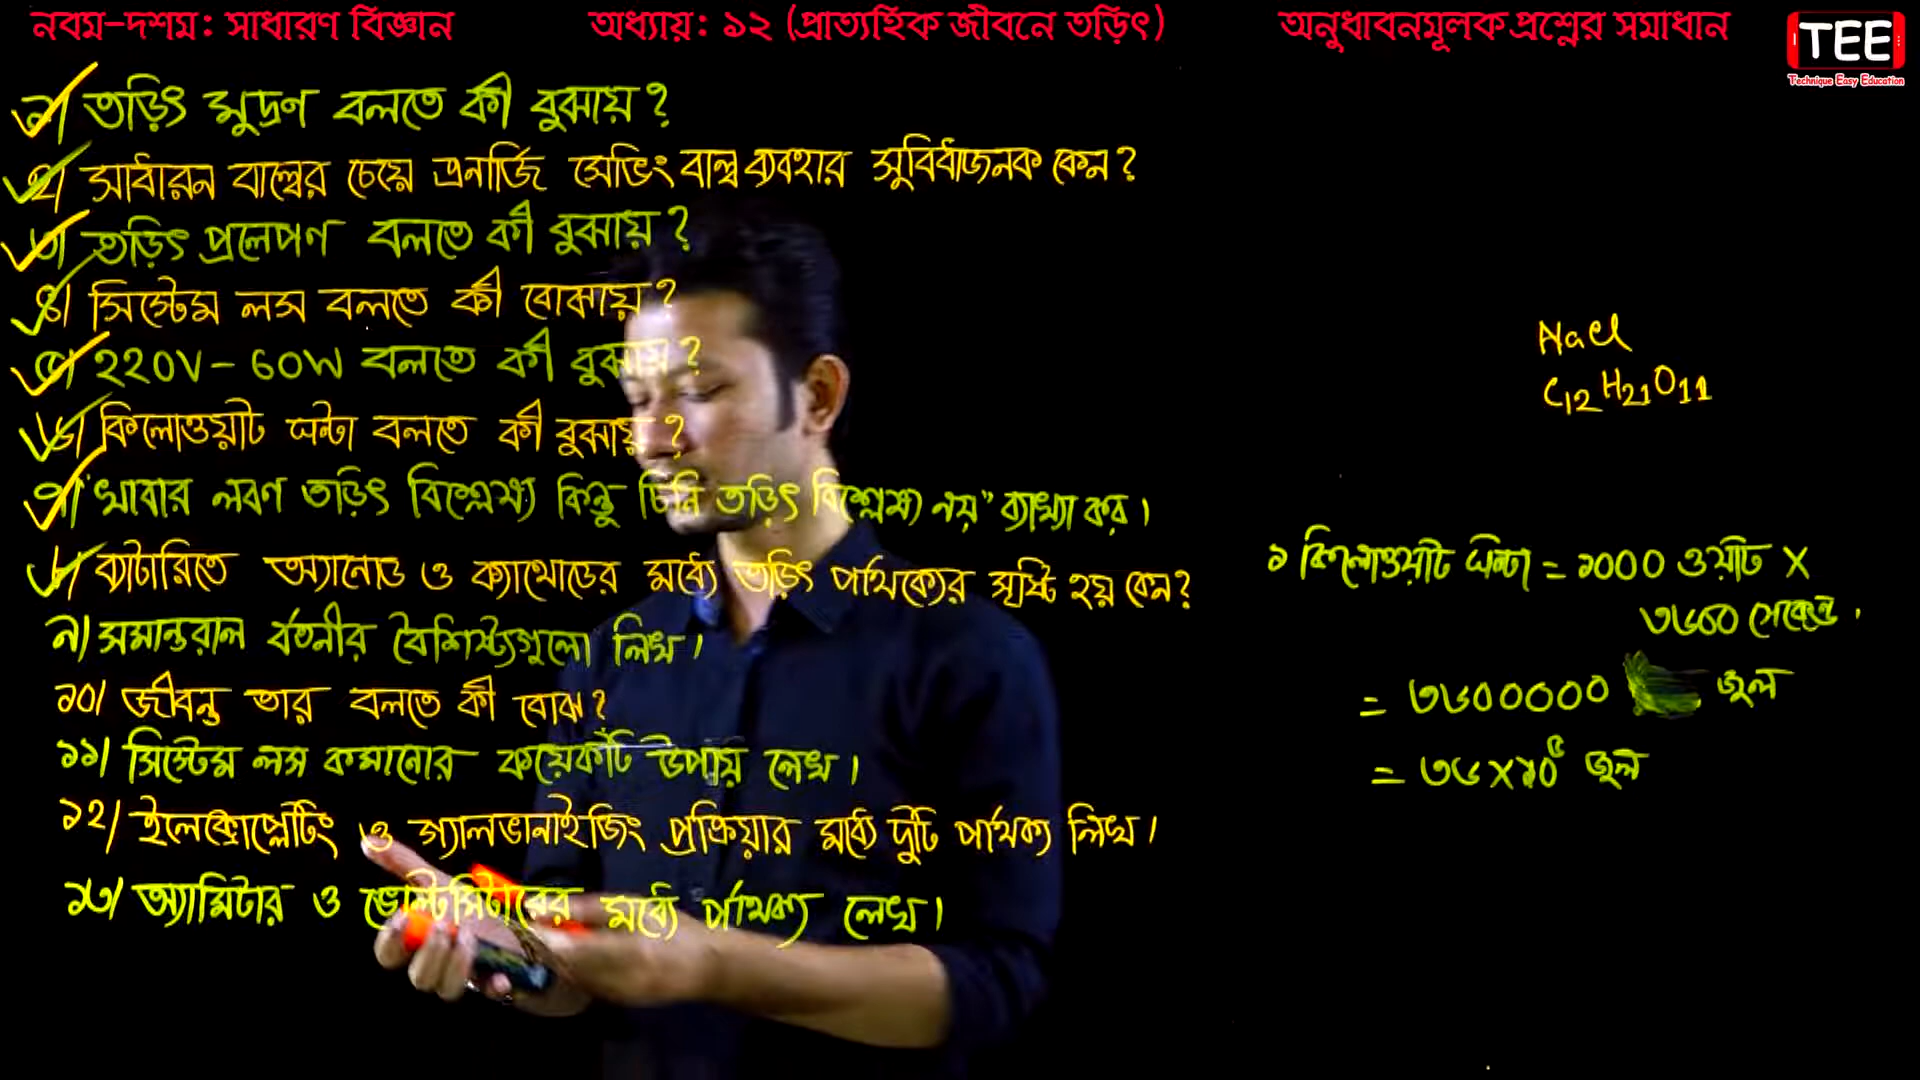 নবম-দশম: সাধারণ বিজ্ঞান
অধ্যায়: ১২ (প্রাত্যহিক জীবনে তড়িৎ)
অনুধাবনমূলক প্রশ্নের সমাধান
TEE
Technique Easy Education
১। তড়িৎ মুদ্রণ বলতে কী বুঝায়?
২। সাধারন বাল্বের চেয়ে এনার্জি সেভিং বাল্ব ব্যবহার সুবিধাজনক কেন?
৩। তড়িৎ প্রলেপণ বলতে কী বুঝায়?
৪। সিস্টেম লস বলতে কী বোঝায়?
৫। ২২০V - 60W বলতে কী বুঝায়?
৬। কিলোওয়াট ঘন্টা বলতে কী বুঝায়?
৭। "খাবার লবণ তড়িৎ বিশ্লেষ্য কিন্তু চিনি তড়িৎ বিশ্লেষ্য নয়" ব্যাখ্যা কর।
৮। ব্যাটারিতে অ্যানোড ও ক্যাথোডের মধ্যে তড়িৎ পার্থক্যের সৃষ্টি হয় কেন?
৯। সমান্তরাল বর্তনীর বৈশিষ্ট্যগুলো লিখ।
১০। জীবন্ত তার বলতে কী বোঝ?
১১। সিস্টেম লস কমানোর কয়েকটি উপায় লেখ।
১২। ইলেক্ট্রোপ্লেটিং ও গ্যালভানাইজিং প্রক্রিয়ার মধ্যে দুটি পার্থক্য লিখ।
১৩। অ্যামিটার ও ভোল্টমিটারের মধ্যে পার্থক্য লেখ।
NaCl
C12H21O11
১ কিলোওয়াট ঘন্টা = ১০০০ ওয়াট X
৩৬০০ সেকেন্ড.
= ৩৬০০০০০ জুল
= ৩৬ X ১০^৫ জুল